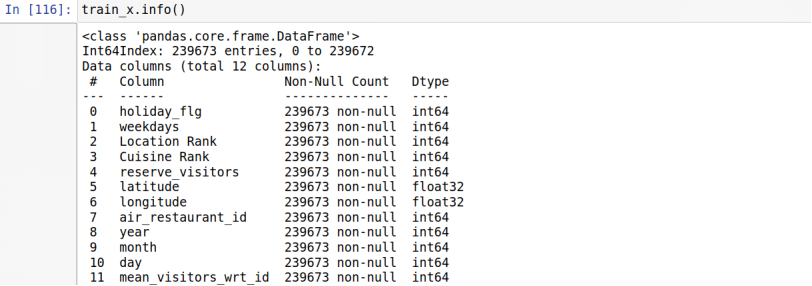 In [116]: train_x.info()
<class 'pandas.core.frame.DataFrame'>
Int64Index: 239673 entries, 0 to 239672
Data columns (total 12 columns):
 #   Column                Non-Null Count   Dtype
---  ------                --------------   -----
 0   holiday_flg           239673 non-null  int64
 1   weekdays              239673 non-null  int64
 2   Location Rank         239673 non-null  int64
 3   Cuisine Rank          239673 non-null  int64
 4   reserve_visitors      239673 non-null  int64
 5   latitude              239673 non-null  float32
 6   longitude             239673 non-null  float32
 7   air_restaurant_id     239673 non-null  int64
 8   year                  239673 non-null  int64
 9   month                 239673 non-null  int64
 10  day                   239673 non-null  int64
 11  mean_visitors_wrt_id  239673 non-null  int64